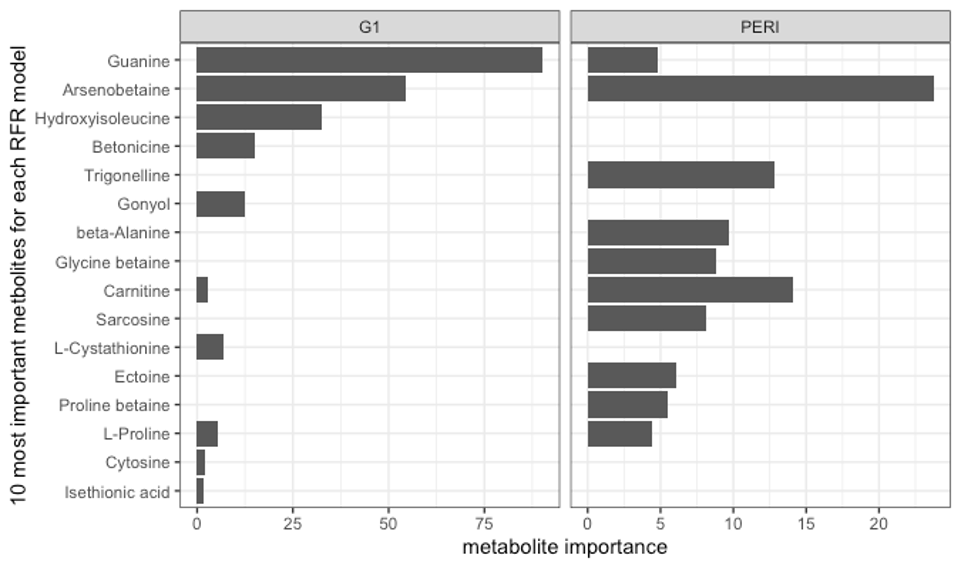 G1
PERI
10 most important metbolites for each RFR model
Guanine
Arsenobetaine
Hydroxyisoleucine
Betonicine
Trigonelline
Gonyol
beta-Alanine
Glycine betaine
Carnitine
Sarcosine
L-Cystathionine
Ectoine
Proline betaine
L-Proline
Cytosine
Isethionic acid
0 25 50 75
0 5 10 15 20
metabolite importance